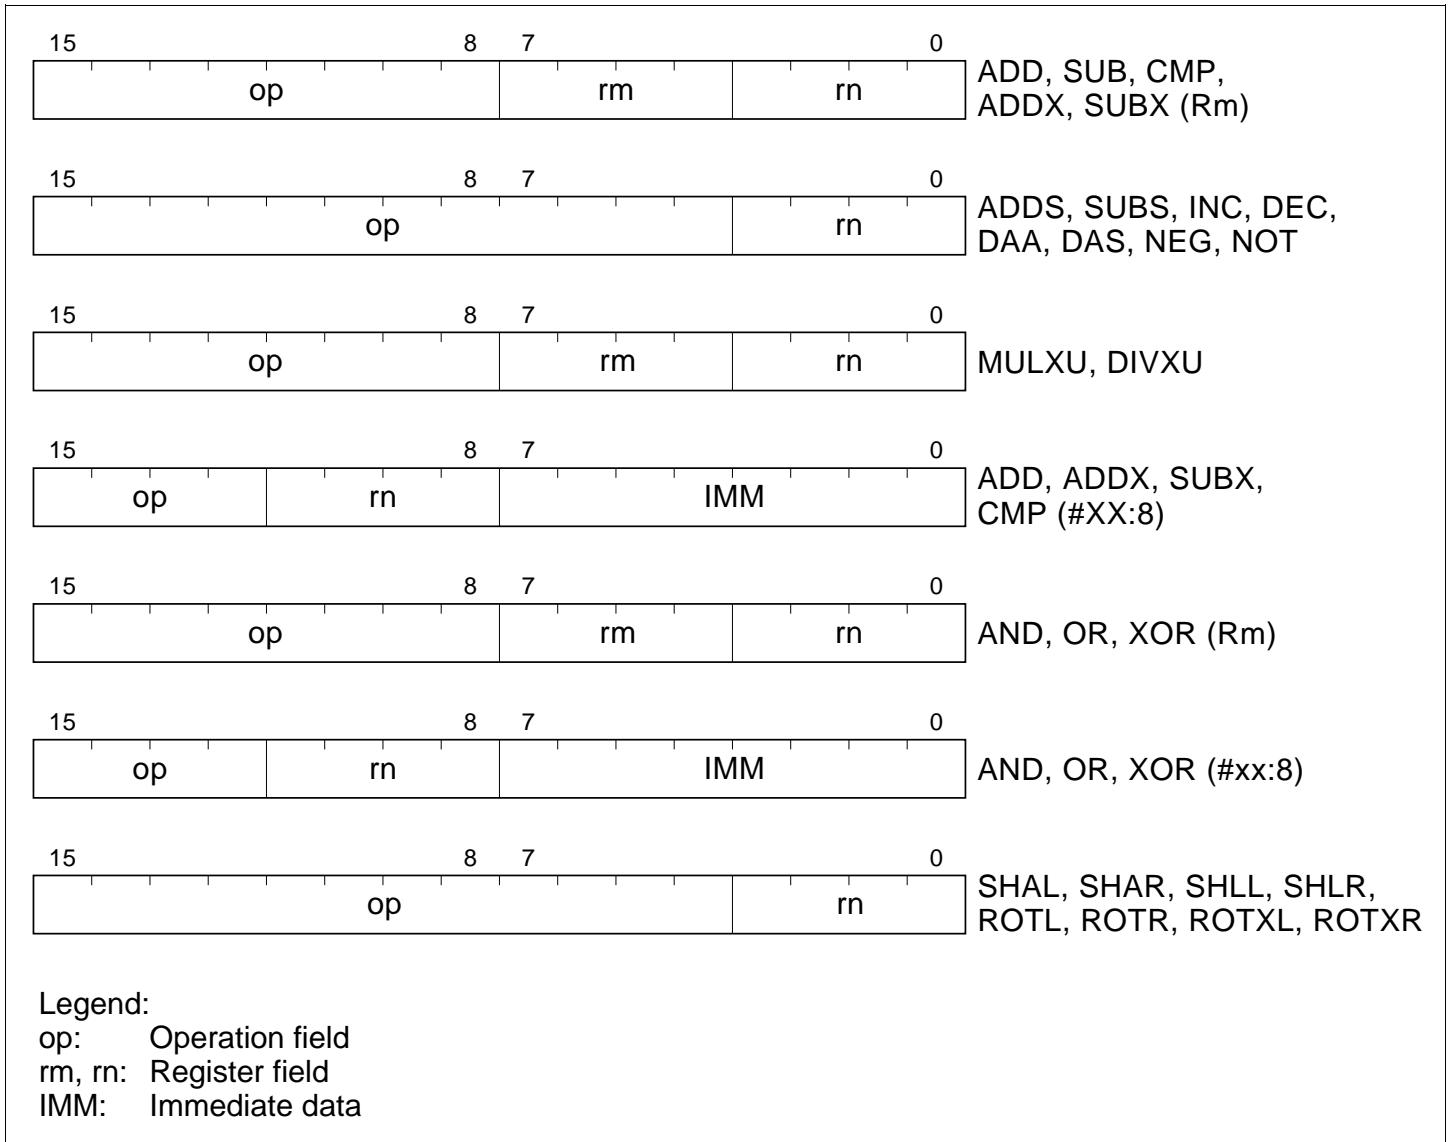 15 8 7 0
op rm rn
ADD, SUB, CMP,
ADDX, SUBX (Rm)
15 8 7 0
op rn
ADDS, SUBS, INC, DEC,
DAA, DAS, NEG, NOT
15 8 7 0
op rm rn
MULXU, DIVXU
15 8 7 0
op rn IMM
ADD, ADDX, SUBX,
CMP (#XX:8)
15 8 7 0
op rm rn
AND, OR, XOR (Rm)
15 8 7 0
op rn IMM
AND, OR, XOR (#xx:8)
15 8 7 0
op rn
SHAL, SHAR, SHLL, SHLR,
ROTL, ROTR, ROTXL, ROTXR
Legend:
op: Operation field
rm, rn: Register field
IMM: Immediate data